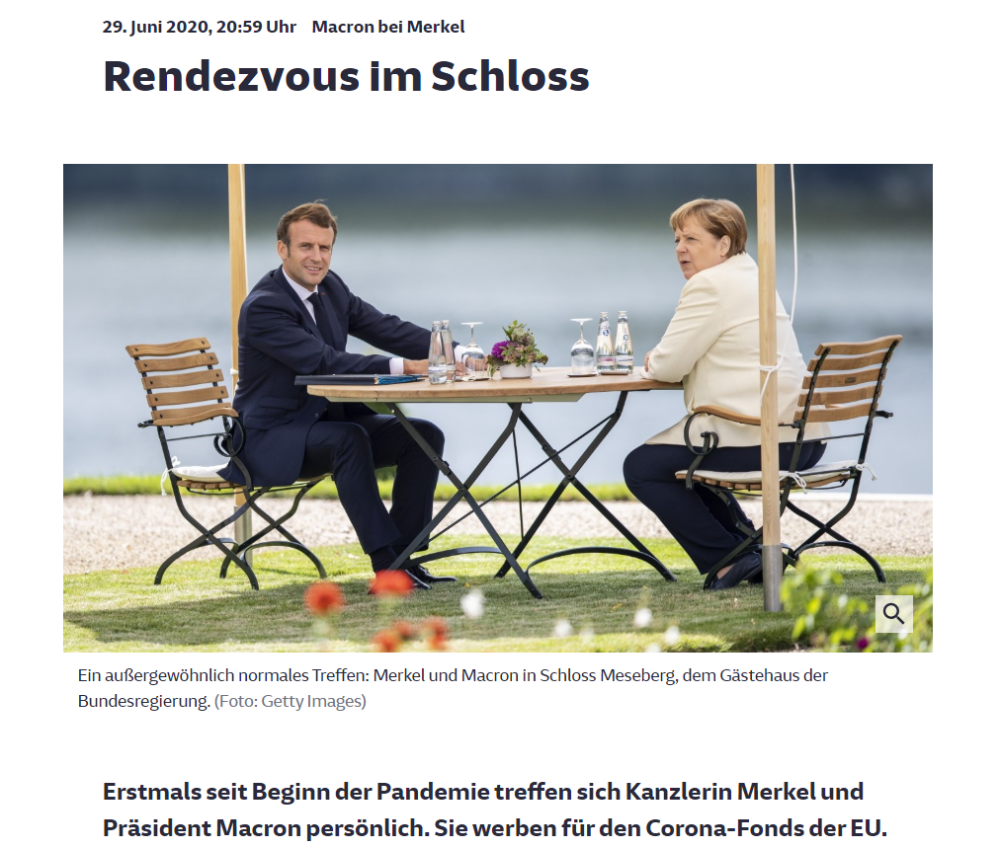 29. Juni 2020, 20:59 Uhr Macron bei Merkel
Rendezvous im Schloss
Ein außergewöhnlich normales Treffen: Merkel und Macron in Schloss Meseberg, dem Gästehaus der
Bundesregierung. (Foto: Getty Images)
Erstmals seit Beginn der Pandemie treffen sich Kanzlerin Merkel und
Präsident Macron persönlich. Sie werben für den Corona-Fonds der EU.